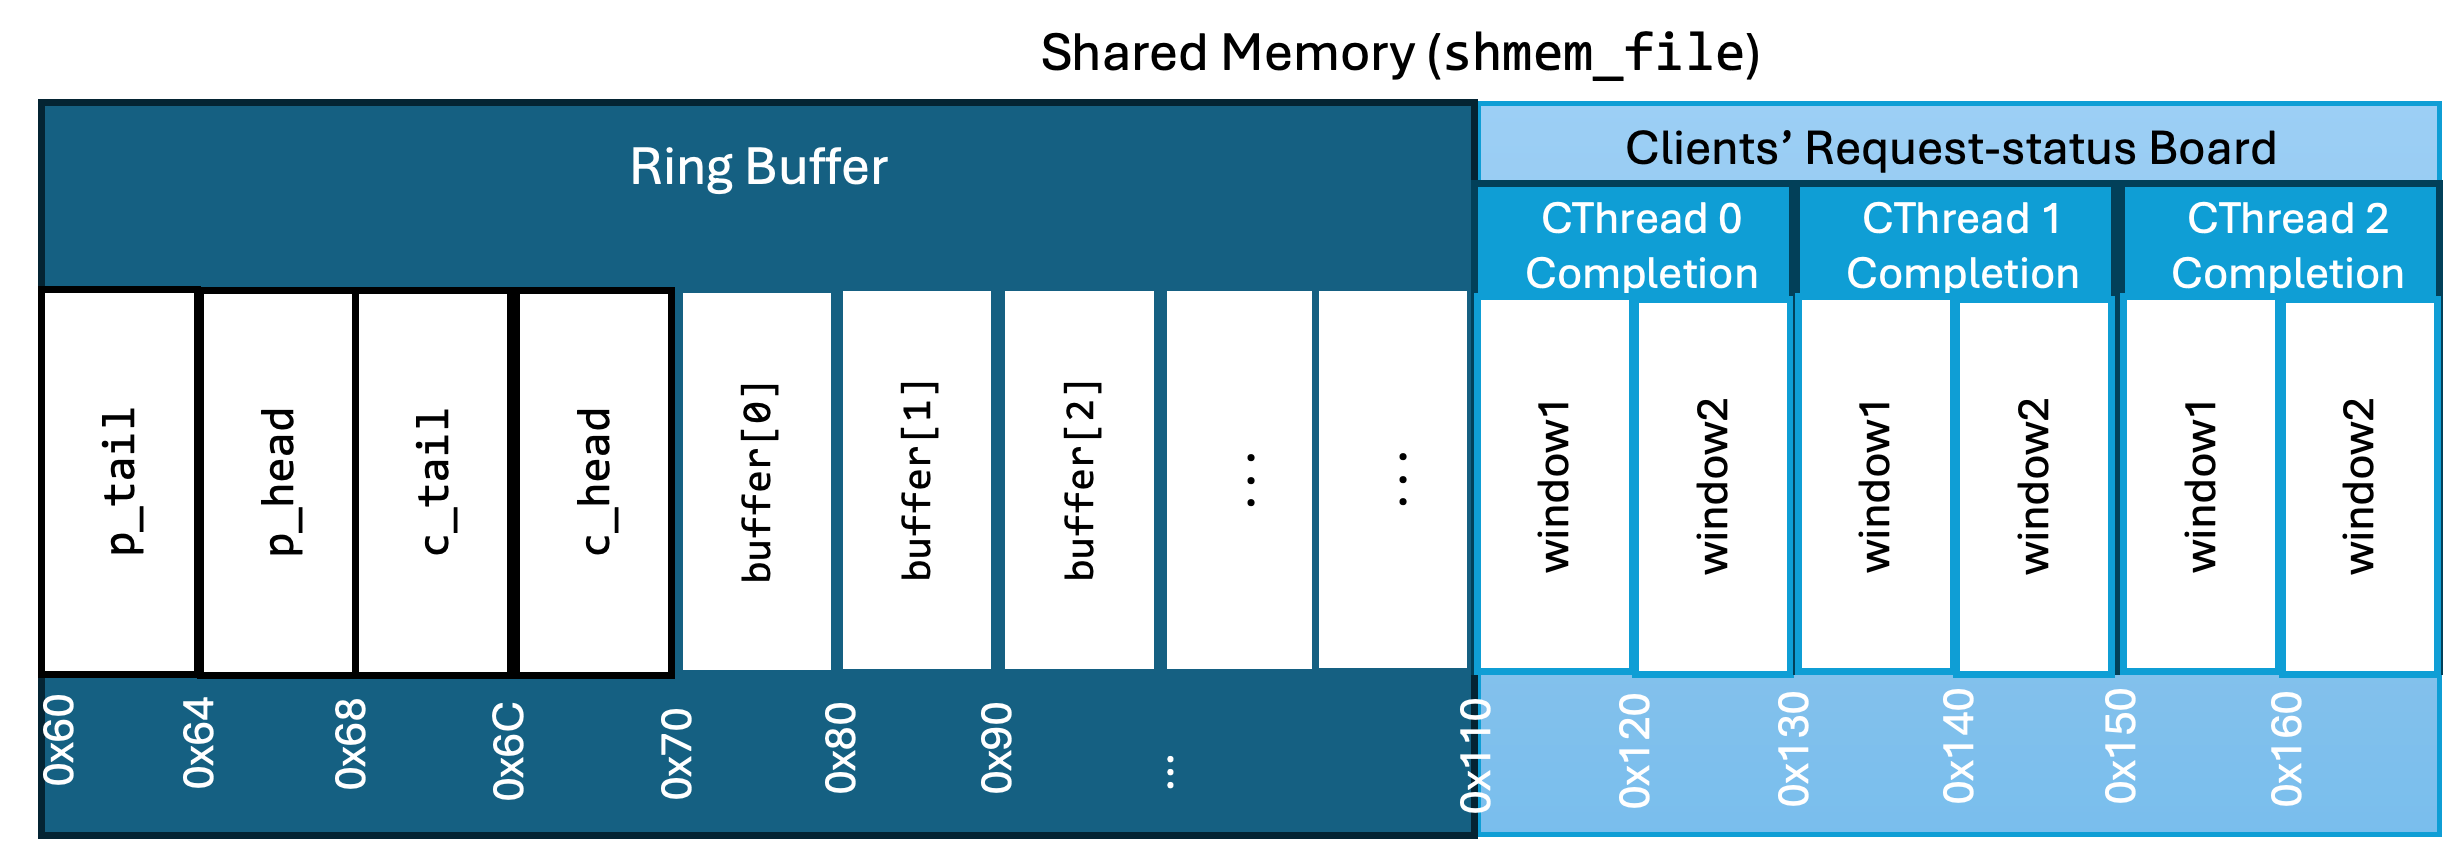 Shared Memory (shmem_file)
Ring Buffer
Clients’ Request-status Board
CThread 0
Completion
CThread 1
Completion
CThread 2
Completion
p_tail
p_head
c_tail
c_head
buffer[0]
buffer[1]
buffer[2]
...
...
window1
window2
window1
window2
window1
window2
0x60
0x64
0x68
0x6C
0x70
0x80
0x90
...
0x110
0x120
0x130
0x140
0x150
0x160